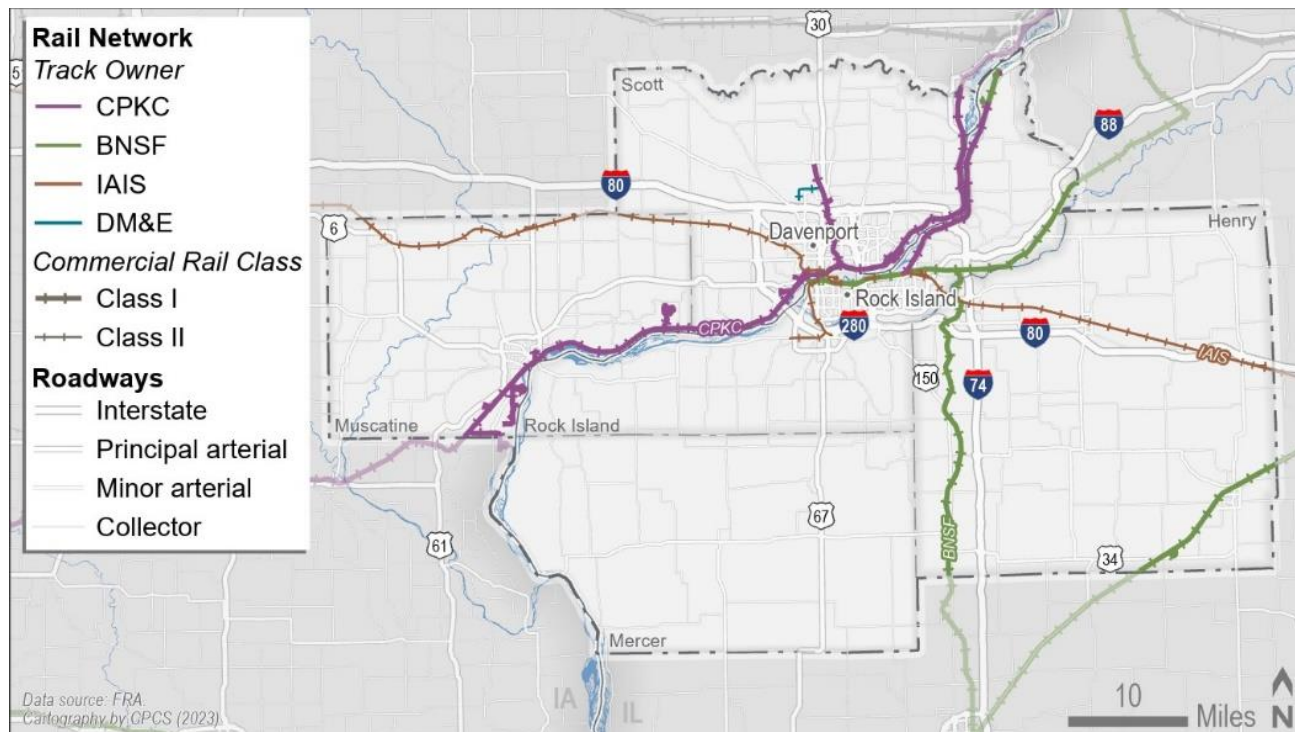 Rail Network
Track Owner
CPKC
BNSF
IAIS
DM&E
Commercial Rail Class
Class I
Class II
Roadways
Interstate
Principal arterial
Minor arterial
Collector
30
Scott
88
80
6
Davenport
Henry
Rock Island
CPKC
280
80
IAIS
150
74
Muscatine
Rock Island
67
61
BNSF
34
Mercer
IA
IL
Data source: FRA.
Cartography by CPCS (2023)
10
Miles
N
5